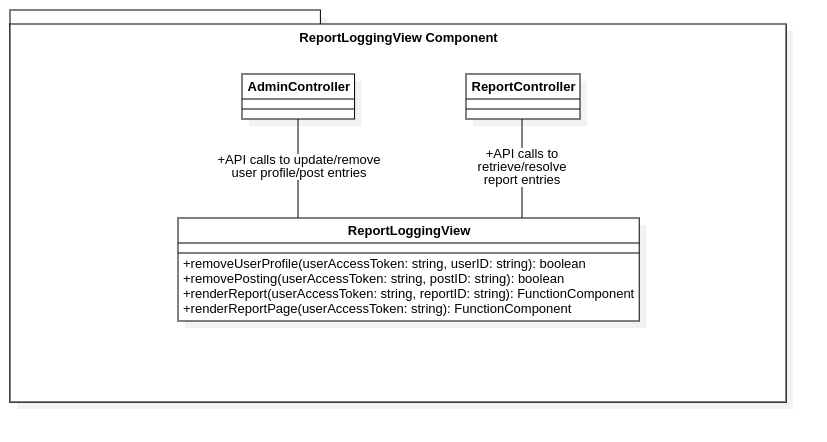 ReportLoggingView Component
AdminController
ReportController
+API calls to update/remove
user profile/post entries
+API calls to
retrieve/resolve
report entries
ReportLoggingView
+removeUserProfile(userAccessToken: string, userID: string): boolean
+removePosting(userAccessToken: string, postID: string): boolean
+renderReport(userAccessToken: string, reportID: string): FunctionComponent
+renderReportPage(userAccessToken: string): FunctionComponent